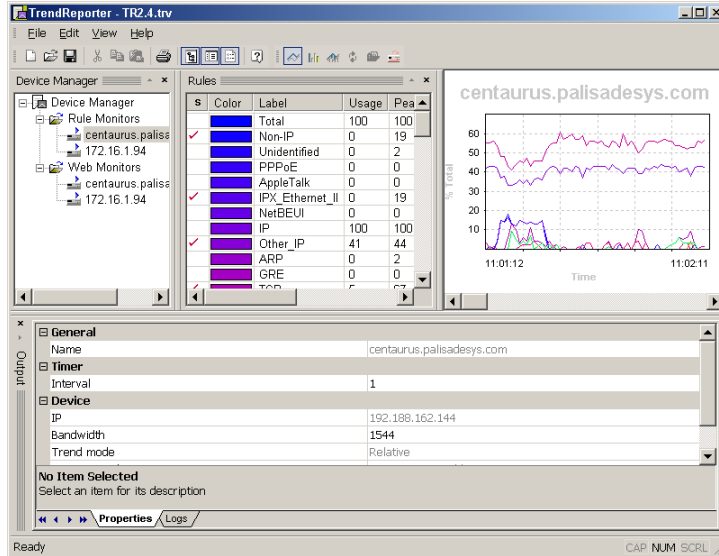 TrendReporter - TR2.4.trv
File Edit View Help
Device Manager
Device Manager
Rule Monitors
centaurus.palisa
172.16.1.94
Web Monitors
centaurus.palisa
172.16.1.94
Rules
S Color Label Usage Pea
Total 100 100
Non-IP 0 19
Unidentified 0 2
PPPoE 0 0
AppleTalk 0 0
IPX_Ethernet_II 0 19
NetBEUI 0 0
IP 100 100
Other_IP 41 44
ARP 0 2
GRE 0 0
TCP 5 67
centaurus.palisadesys.com
% Total
60
50
40
30
20
10
11:01:12 11:02:11
Time
Output
General
Name centaurus.palisadesys.com
Timer
Interval 1
Device
IP 192.188.162.144
Bandwidth 1544
Trend mode Relative
No Item Selected
Select an item for its description
Properties Logs
Ready CAP NUM SCRL